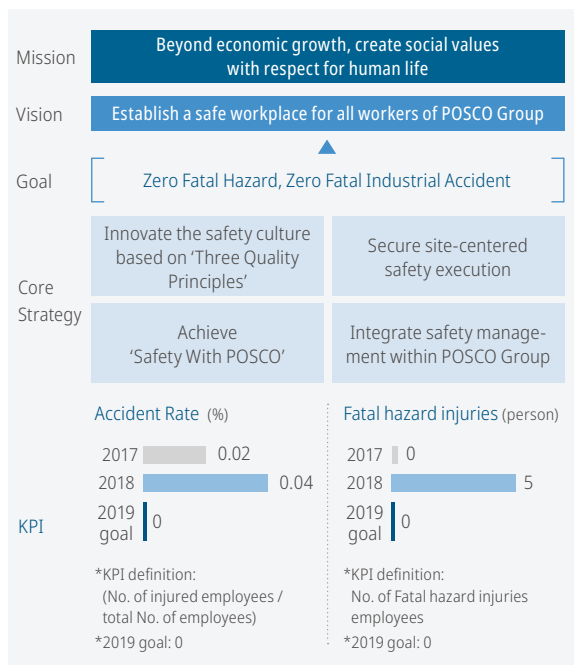 Mission
Beyond economic growth, create social values
with respect for human life
Vision
Establish a safe workplace for all workers of POSCO Group
Goal
Zero Fatal Hazard, Zero Fatal Industrial Accident
Core
Strategy
Innovate the safety culture
based on ‘Three Quality
Principles’
Secure site-centered
safety execution
Achieve
‘Safety With POSCO’
Integrate safety manage-
ment within POSCO Group
KPI
Accident Rate (%)
2017 0.02
2018 0.04
2019
goal 0
*KPI definition:
(No. of injured employees /
total No. of employees)
*2019 goal: 0
Fatal hazard injuries (person)
2017 0
2018 5
2019
goal 0
*KPI definition:
No. of Fatal hazard injuries
employees
*2019 goal: 0